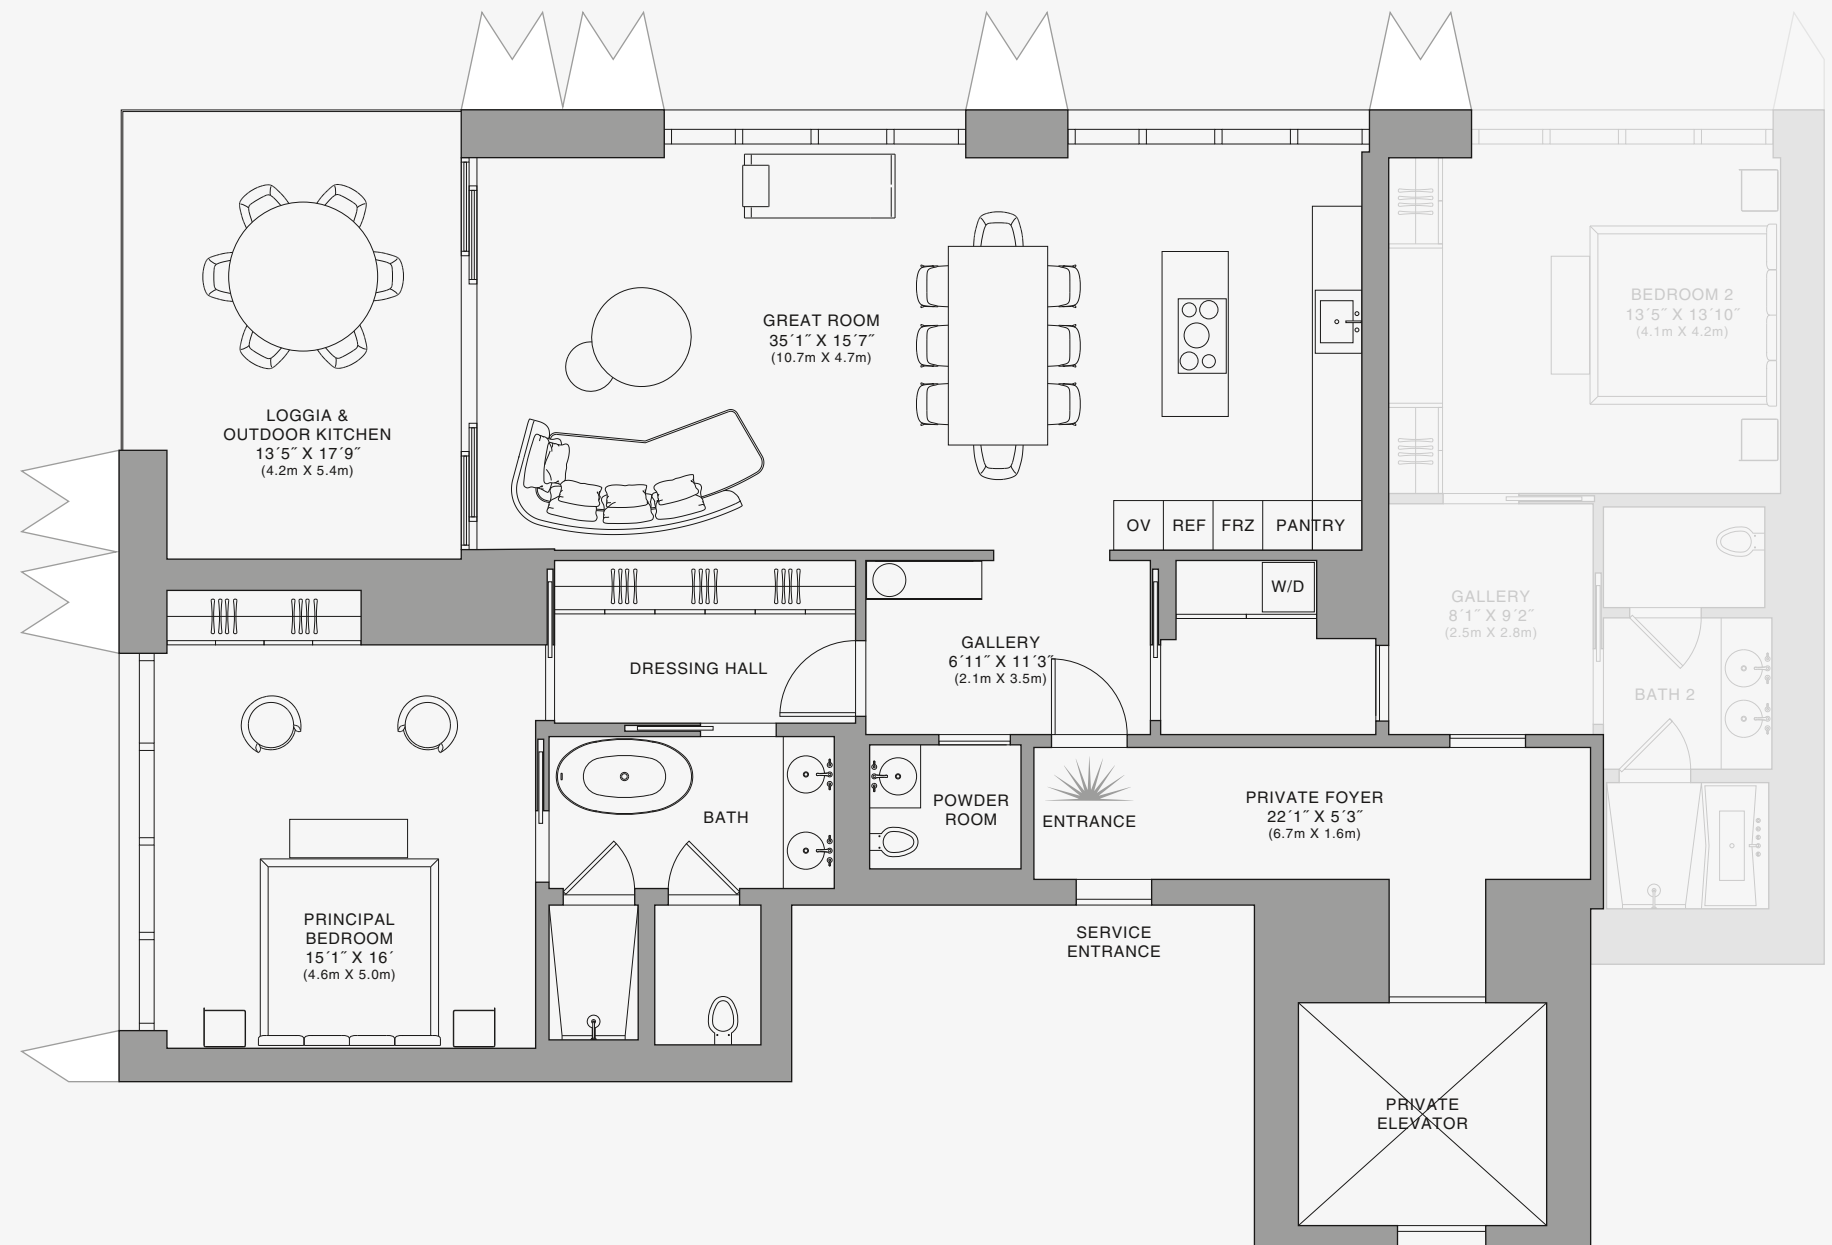 GREAT ROOM
35´1˝ X 15´7˝
(10.7m X 4.7m)
LOGGIA &
OUTDOOR KITCHEN
13´5˝ X 17´9˝
(4.2m X 5.4m)
OV
REF
FRZ
PANTRY
BEDROOM 2
13´5˝ X 13´10˝
(4.1m X 4.2m)
W/D
DRESSING HALL
GALLERY
6´11˝ X 11´3˝
(2.1m X 3.5m)
GALLERY
8´1˝ X 9´2˝
(2.5m X 2.8m)
BATH 2
BATH
POWDER
ROOM
ENTRANCE
PRIVATE FOYER
22´1˝ X 5´3˝
(6.7m X 1.6m)
PRINCIPAL
BEDROOM
15´1˝ X 16´
(4.6m X 5.0m)
SERVICE
ENTRANCE
PRIVATE
ELEVATOR